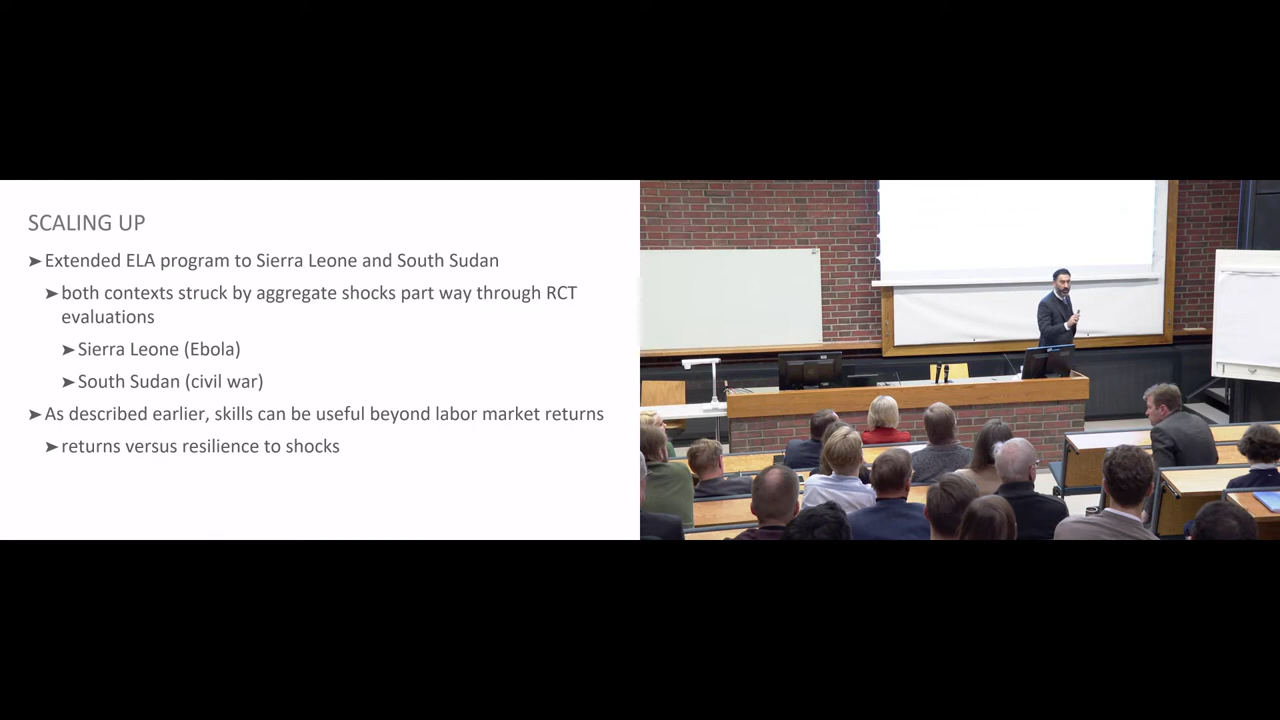 SCALING UP
➤Extended ELA program to Sierra Leone and South Sudan
➤both contexts struck by aggregate shocks part way through RCT
evaluations
➤Sierra Leone (Ebola)
➤South Sudan (civil war)
➤As described earlier, skills can be useful beyond labor market returns
➤returns versus resilience to shocks